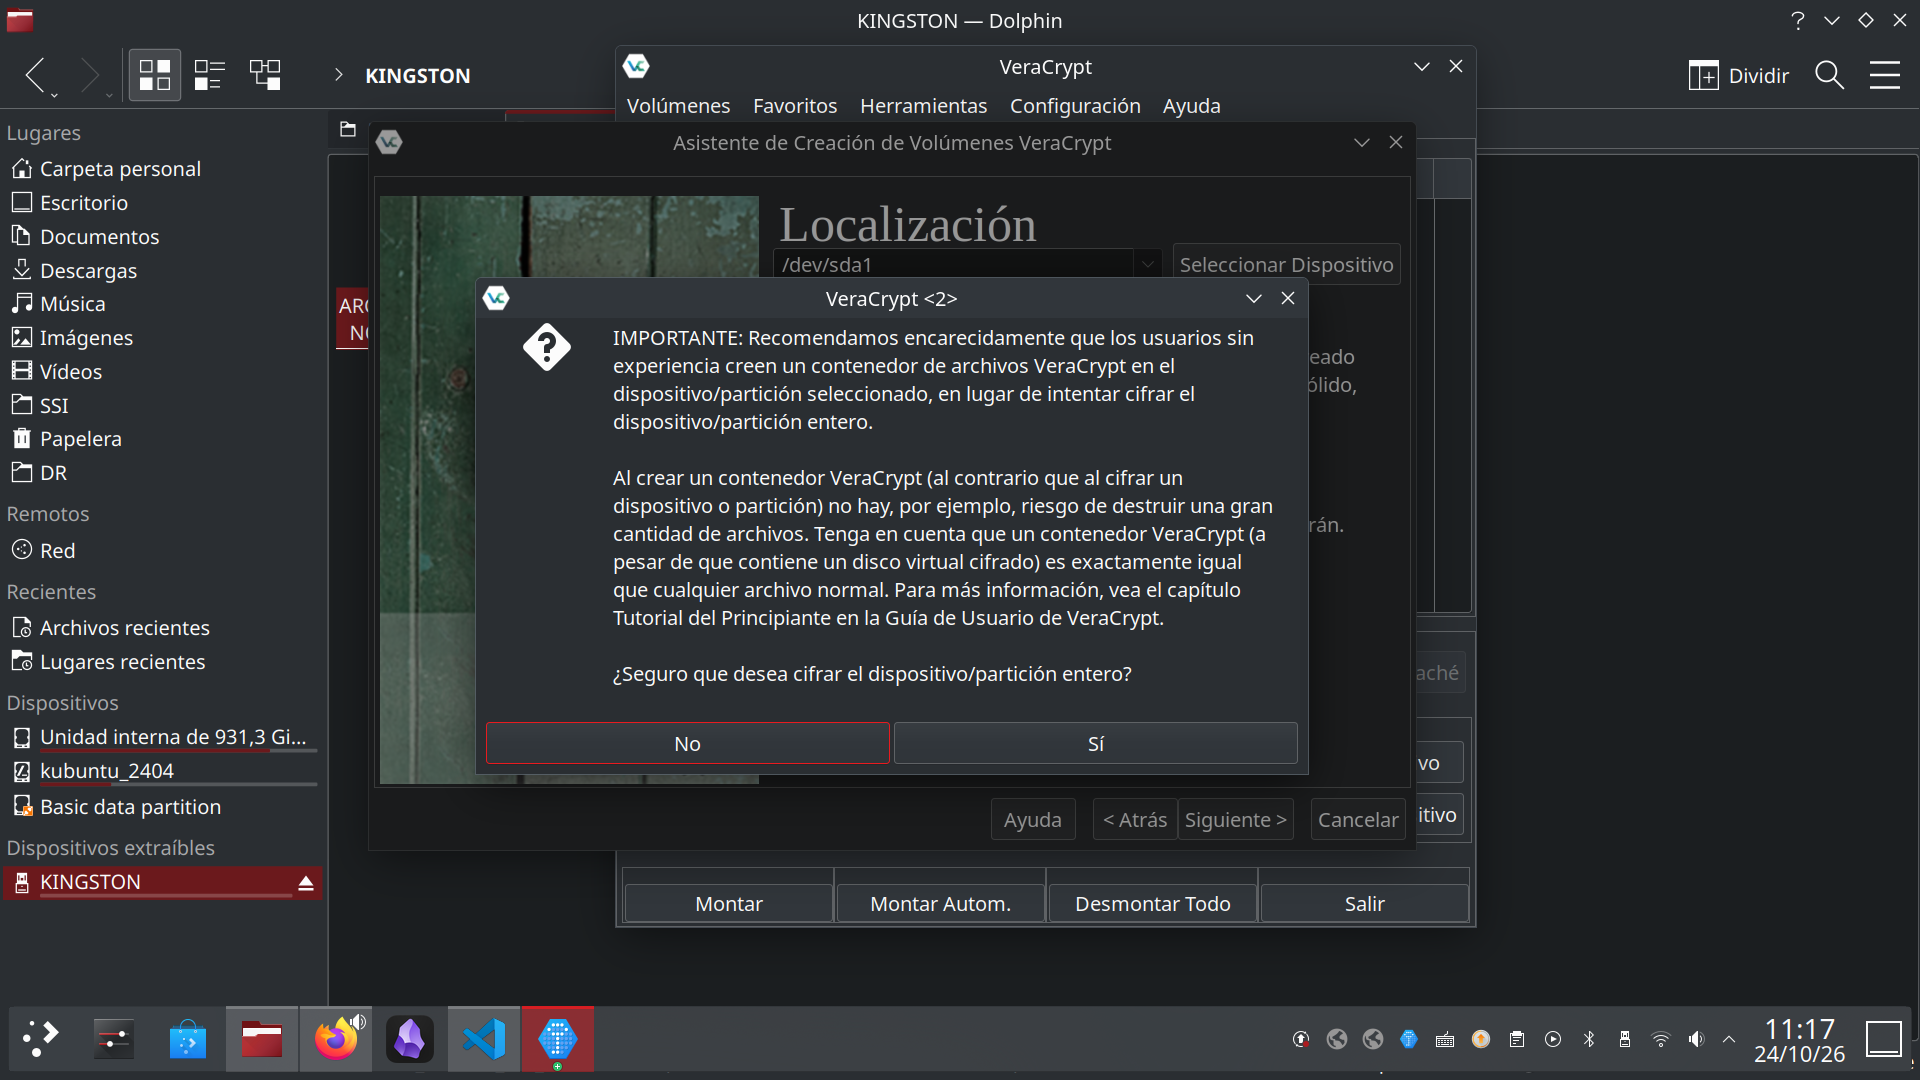 KINGSTON — Dolphin
KINGSTON
Dividir
Lugares
Carpeta personal
Escritorio
Documentos
Descargas
Música
Imágenes
Vídeos
SSI
Papelera
DR
Remotos
Red
Recientes
Archivos recientes
Lugares recientes
Dispositivos
Unidad interna de 931,3 Gi...
kubuntu_2404
Basic data partition
Dispositivos extraíbles
KINGSTON
VeraCrypt
Volúmenes Favoritos Herramientas Configuración Ayuda
Asistente de Creación de Volúmenes VeraCrypt
Localización
/dev/sda1
Seleccionar Dispositivo
VeraCrypt <2>
IMPORTANTE: Recomendamos encarecidamente que los usuarios sin
experiencia creen un contenedor de archivos VeraCrypt en el
dispositivo/partición seleccionado, en lugar de intentar cifrar el
dispositivo/partición entero.
Al crear un contenedor VeraCrypt (al contrario que al cifrar un
dispositivo o partición) no hay, por ejemplo, riesgo de destruir una gran
cantidad de archivos. Tenga en cuenta que un contenedor VeraCrypt (a
pesar de que contiene un disco virtual cifrado) es exactamente igual
que cualquier archivo normal. Para más información, vea el capítulo
Tutorial del Principiante en la Guía de Usuario de VeraCrypt.
¿Seguro que desea cifrar el dispositivo/partición entero?
No
Sí
eado
ólido,
rán.
aché
vo
itivo
Ayuda
< Atrás
Siguiente >
Cancelar
Montar
Montar Autom.
Desmontar Todo
Salir
11:17
24/10/26